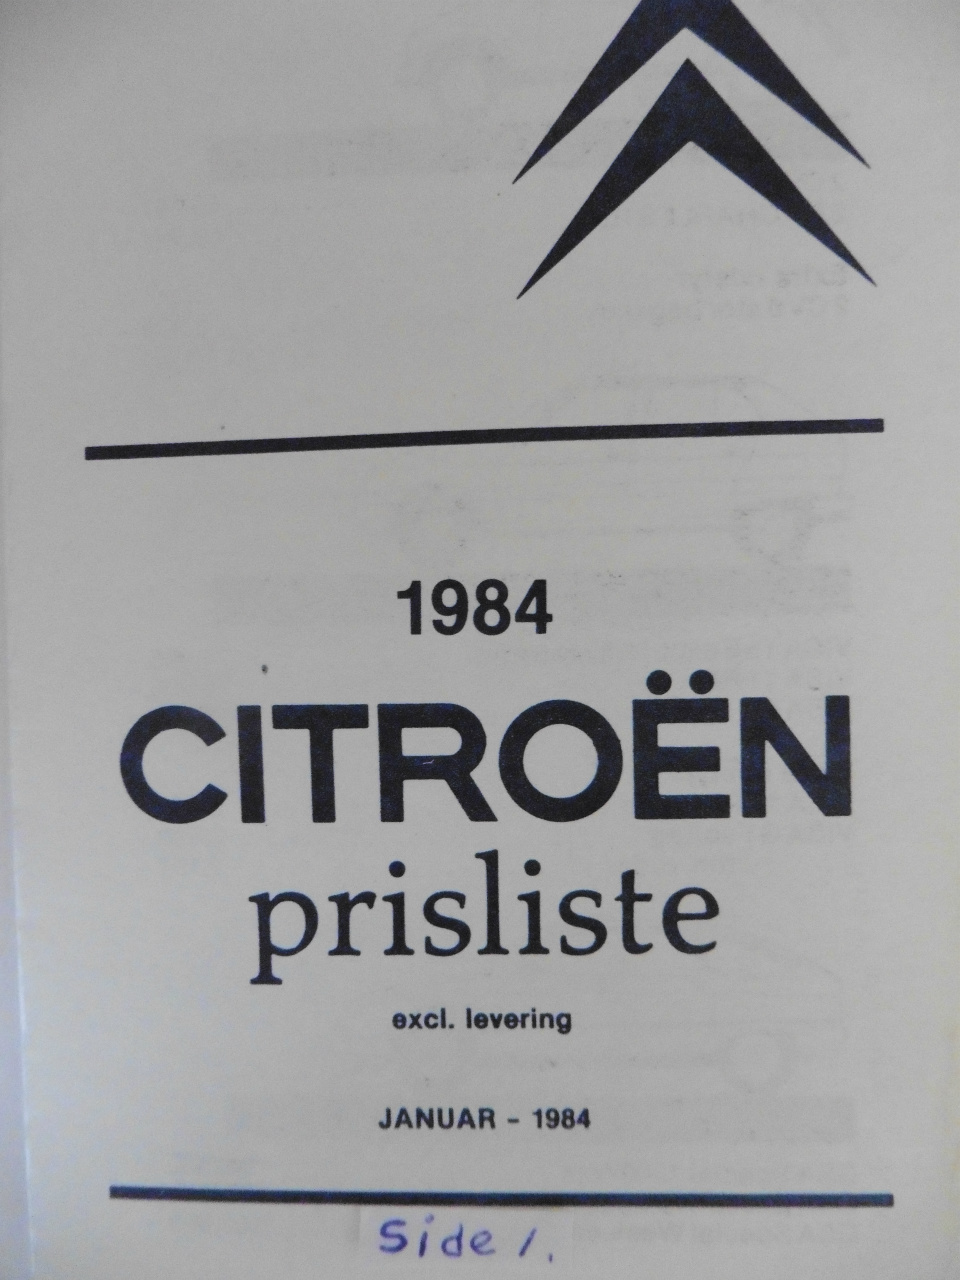 1984
CITROËN
prisliste
excl. levering
JANUAR - 1984
Side 1.